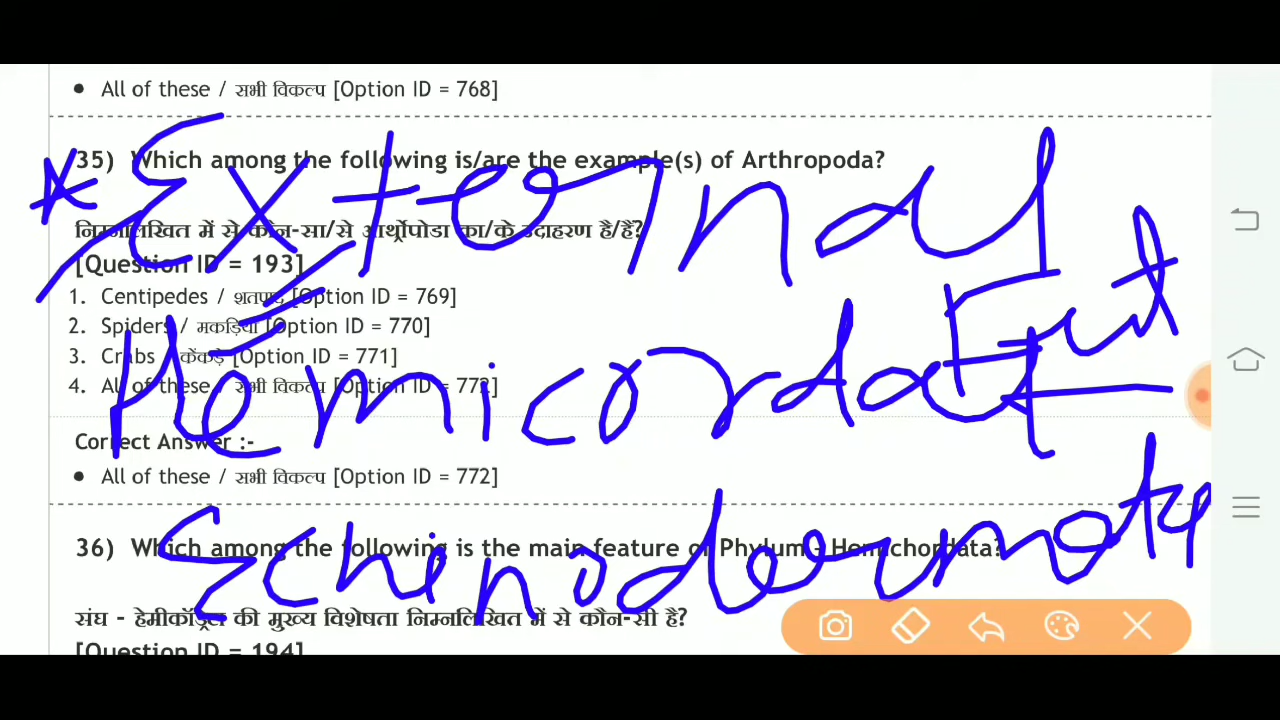 All of these / सभी विकल्प [Option ID = 768]
35) Which among the following is/are the example(s) of Arthropoda?
External
निम्नलिखित में से कौन-सा/से आर्थ्रोपोडा का/के उदाहरण है/हैं?
[Question ID = 193]
1. Centipedes / शतपाद [Option ID = 769]
2. Spiders / मकड़ियां [Option ID = 770]
3. Crabs / केंकड़े [Option ID = 771]
4. All of these / सभी विकल्प [Option ID = 772]
Hemicordata
Fut
Correct Answer :-
All of these / सभी विकल्प [Option ID = 772]
36) Which among the following is the main feature of Phylum - Hemichordata?
Echinodermata
संघ - हेमीकॉर्ड्रेल की मुख्य विशेषता निम्नलिखित में से कौन-सी है?
[Question ID = 194]